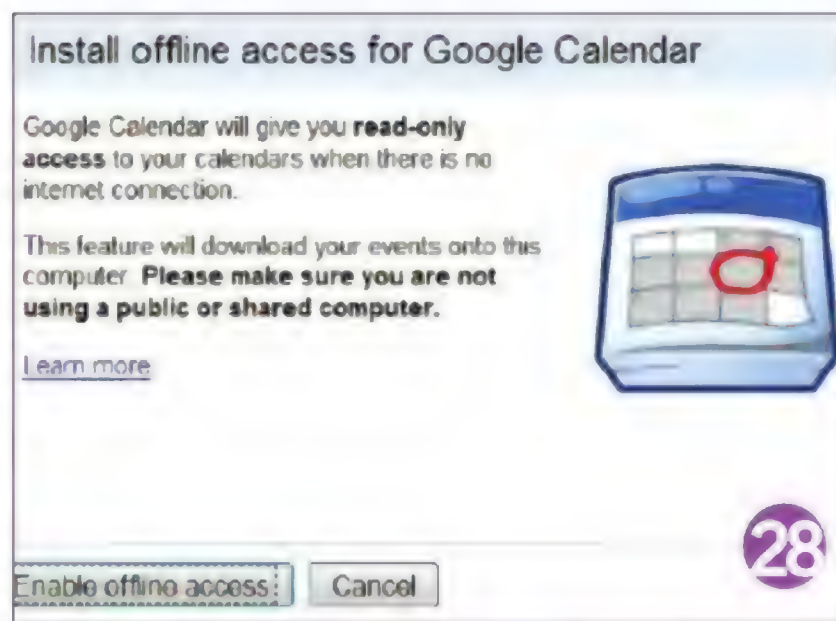 Install offline access for Google Calendar
Google Calendar will give you read-only
access to your calendars when there is no
internet connection.
This feature will download your events onto this
computer. Please make sure you are not
using a public or shared computer.
Learn more
28
Enable offline access
Cancel